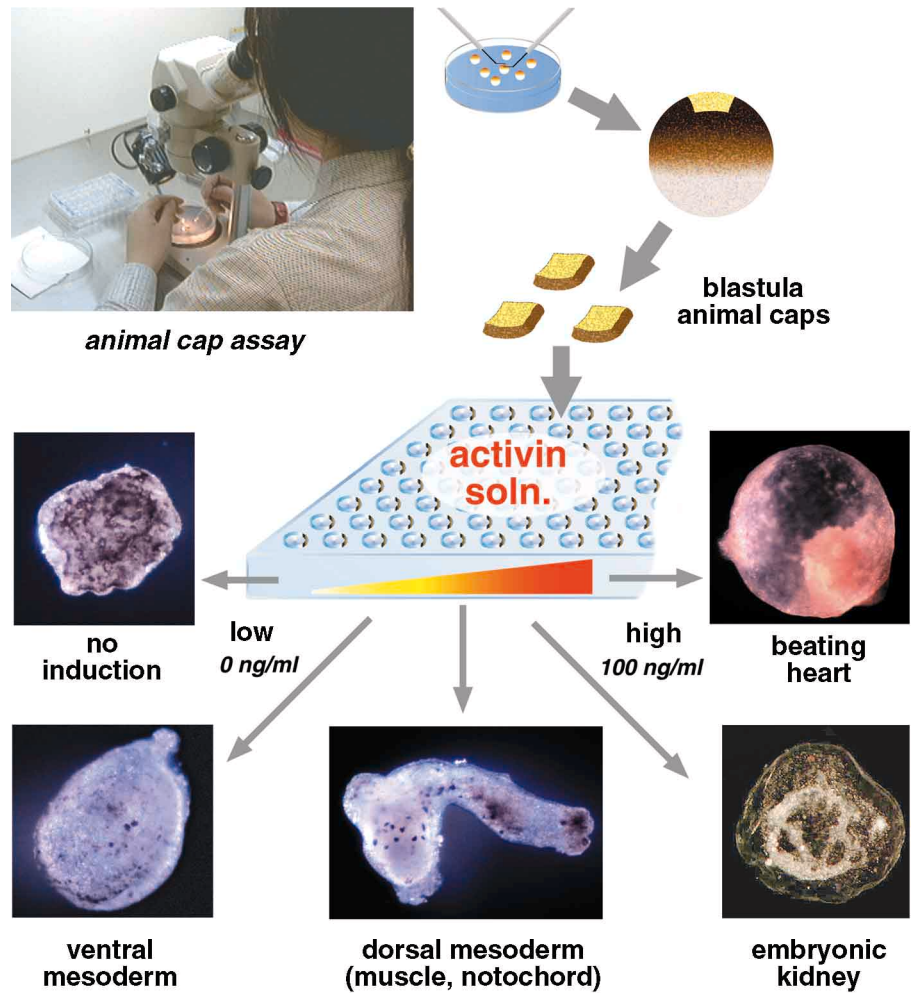 animal cap assay
blastula
animal caps
activin
soln.
no
induction
low
0 ng/ml
high
100 ng/ml
beating
heart
ventral
mesoderm
dorsal mesoderm
(muscle, notochord)
embryonic
kidney